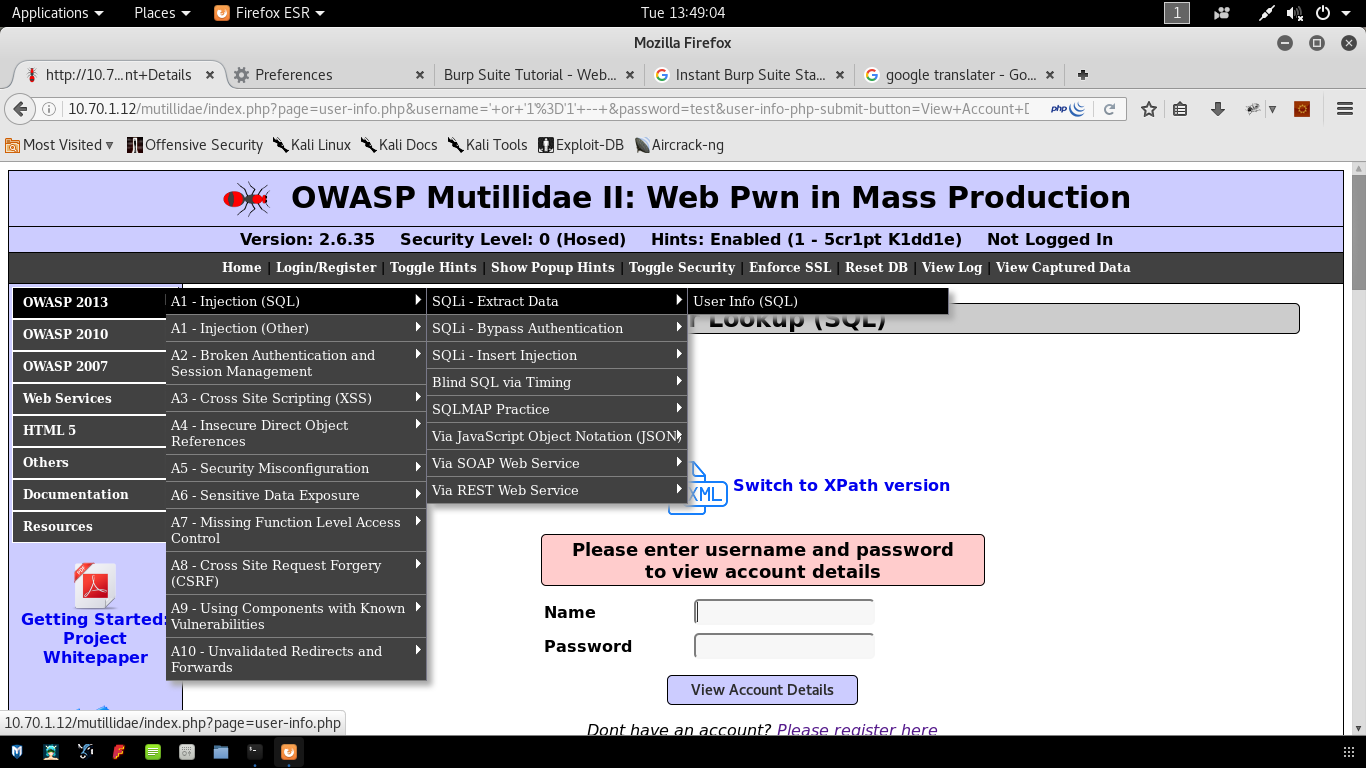 Applications Places Firefox ESR Tue 13:49:04 1
Mozilla Firefox
http://10.7...nt+Details Preferences Burp Suite Tutorial - Web... Instant Burp Suite Sta... google translater - Go...
10.70.1.12/mutillidae/index.php?page=user-info.php&username='+or+'1%3D'1'+--+&password=test&user-info-php-submit-button=View+Account+D php
Most Visited Offensive Security Kali Linux Kali Docs Kali Tools Exploit-DB Aircrack-ng
OWASP Mutillidae II: Web Pwn in Mass Production
Version: 2.6.35 Security Level: 0 (Hosed) Hints: Enabled (1 - 5cr1pt K1dd1e) Not Logged In
Home | Login/Register | Toggle Hints | Show Popup Hints | Toggle Security | Enforce SSL | Reset DB | View Log | View Captured Data
OWASP 2013
OWASP 2010
OWASP 2007
Web Services
HTML 5
Others
Documentation
Resources
Getting Started:
Project
Whitepaper
A1 - Injection (SQL)
A1 - Injection (Other)
A2 - Broken Authentication and
Session Management
A3 - Cross Site Scripting (XSS)
A4 - Insecure Direct Object
References
A5 - Security Misconfiguration
A6 - Sensitive Data Exposure
A7 - Missing Function Level Access
Control
A8 - Cross Site Request Forgery
(CSRF)
A9 - Using Components with Known
Vulnerabilities
A10 - Unvalidated Redirects and
Forwards
SQLi - Extract Data
SQLi - Bypass Authentication
SQLi - Insert Injection
Blind SQL via Timing
SQLMAP Practice
Via JavaScript Object Notation (JSON)
Via SOAP Web Service
Via REST Web Service
User Info (SQL)
r Lookup (SQL)
XML Switch to XPath version
Please enter username and password
to view account details
Name
Password
View Account Details
Dont have an account? Please register here
10.70.1.12/mutillidae/index.php?page=user-info.php